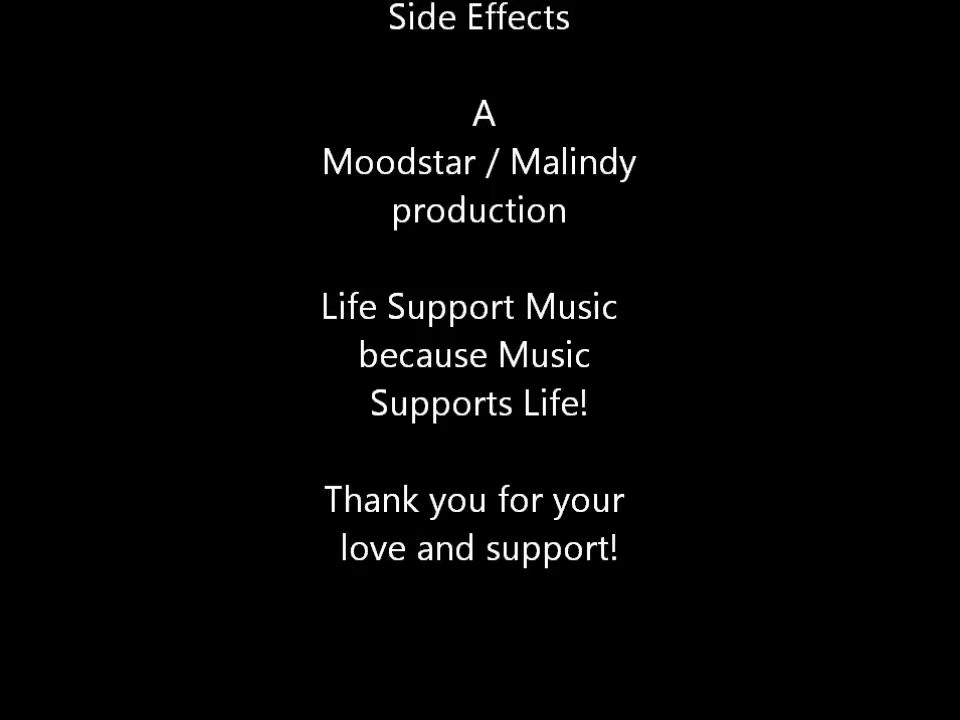 Side Effects
A
Moodstar / Malindy
production
Life Support Music
because Music
Supports Life!
Thank you for your
love and support!